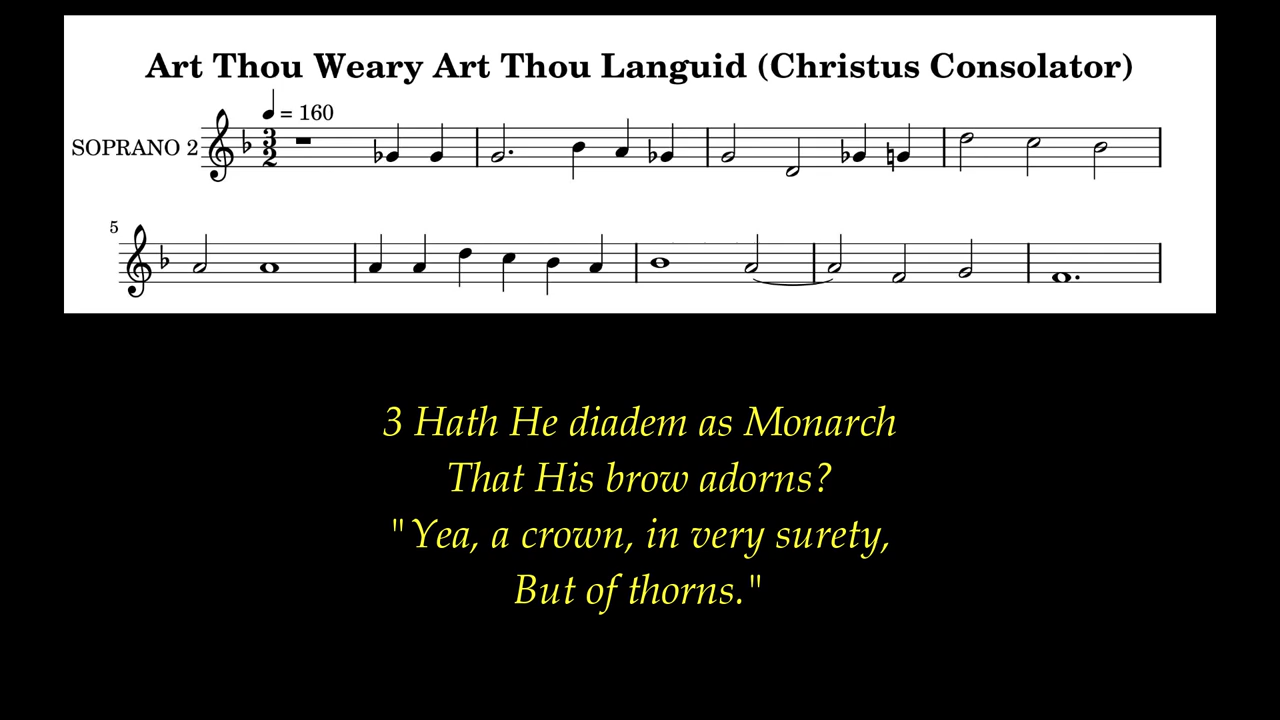 Art Thou Weary Art Thou Languid (Christus Consolator)
= 160
SOPRANO 2
3
2
5
3 Hath He diadem as Monarch
That His brow adorns?
"Yea, a crown, in very surety,
But of thorns."